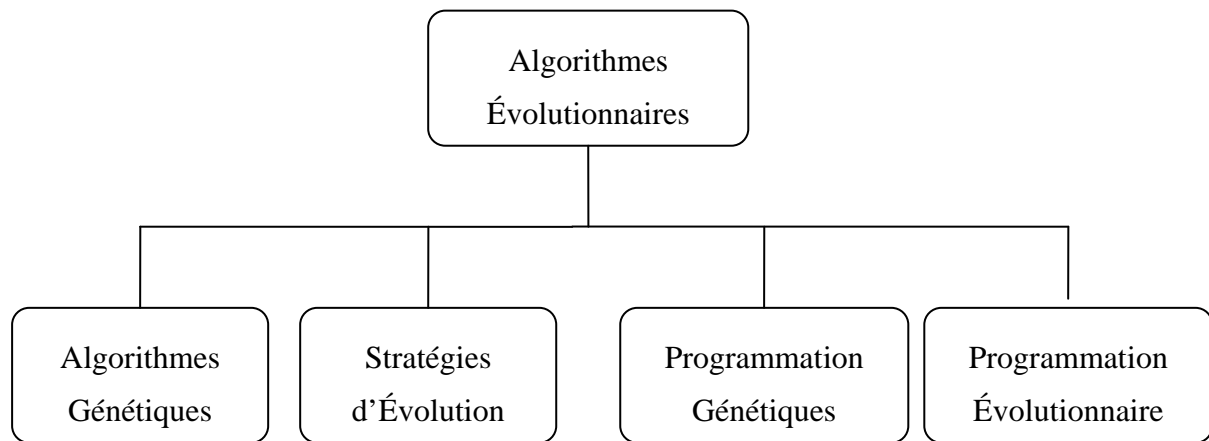 Algorithmes
Évolutionnaires
Algorithmes
Génétiques
Stratégies
d’Évolution
Programmation
Génétiques
Programmation
Évolutionnaire